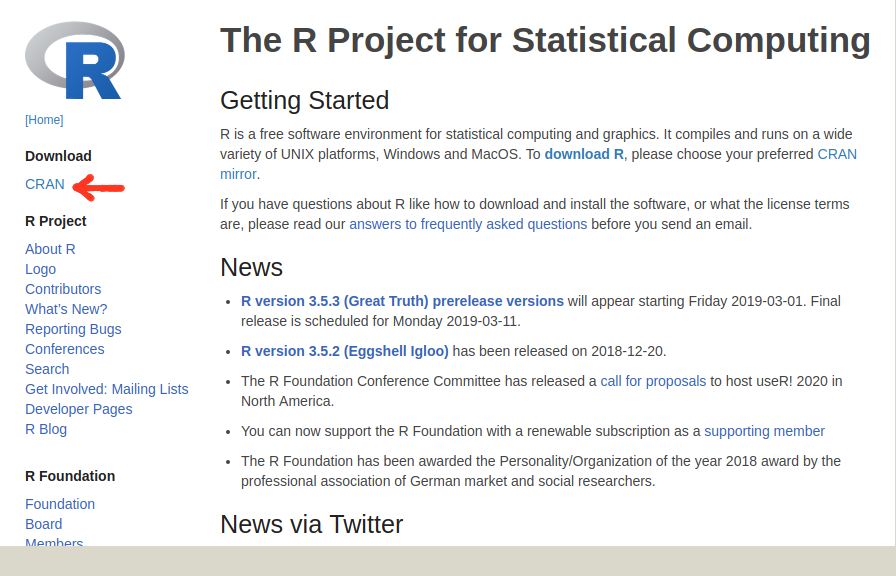 R
[Home]
Download
CRAN
R Project
About R
Logo
Contributors
What's New?
Reporting Bugs
Conferences
Search
Get Involved: Mailing Lists
Developer Pages
R Blog
R Foundation
Foundation
Board
Members
The R Project for Statistical Computing
Getting Started
R is a free software environment for statistical computing and graphics. It compiles and runs on a wide
variety of UNIX platforms, Windows and MacOS. To download R, please choose your preferred CRAN
mirror.
If you have questions about R like how to download and install the software, or what the license terms
are, please read our answers to frequently asked questions before you send an email.
News
• R version 3.5.3 (Great Truth) prerelease versions will appear starting Friday 2019-03-01. Final
release is scheduled for Monday 2019-03-11.
• R version 3.5.2 (Eggshell Igloo) has been released on 2018-12-20.
• The R Foundation Conference Committee has released a call for proposals to host useR! 2020 in
North America.
• You can now support the R Foundation with a renewable subscription as a supporting member
• The R Foundation has been awarded the Personality/Organization of the year 2018 award by the
professional association of German market and social researchers.
News via Twitter